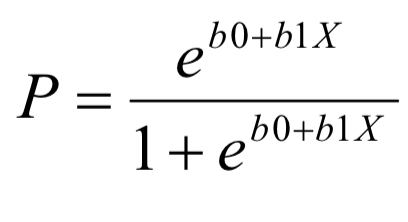 P = e^{b0+b1X} / 1 + e^{b0+b1X}